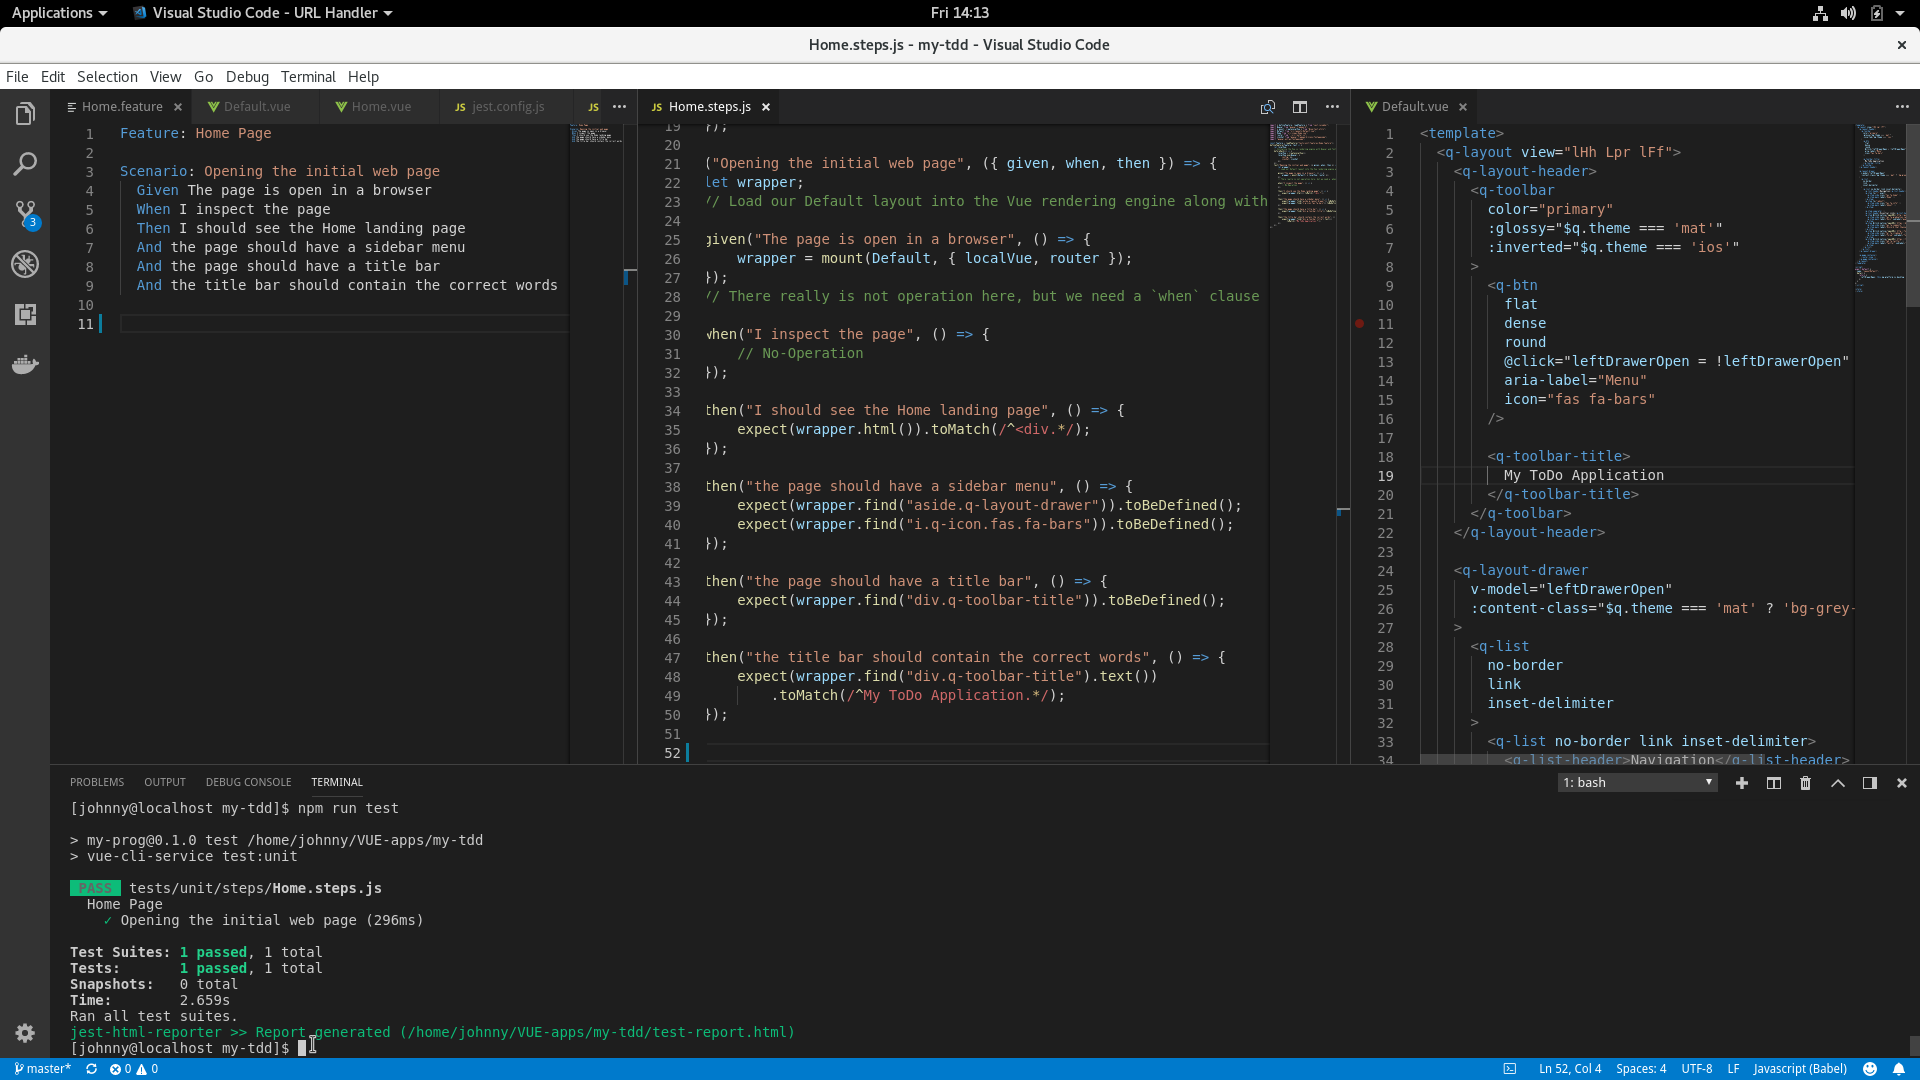 Applications
Visual Studio Code - URL Handler
Fri 14:13
Home.steps.js - my-tdd - Visual Studio Code
File Edit Selection View Go Debug Terminal Help
Home.feature
Default.vue
Home.vue
JS jest.config.js
JS
1 Feature: Home Page
2
3 Scenario: Opening the initial web page
4 Given The page is open in a browser
5 When I inspect the page
6 Then I should see the Home landing page
7 And the page should have a sidebar menu
8 And the page should have a title bar
9 And the title bar should contain the correct words
10
11
3
JS Home.steps.js
19 });
20
21 ("Opening the initial web page", ({ given, when, then }) => {
22 let wrapper;
23 // Load our Default layout into the Vue rendering engine along with
24
25 given("The page is open in a browser", () => {
26 wrapper = mount(Default, { localVue, router });
27 });
28 // There really is not operation here, but we need a `when` clause
29
30 when("I inspect the page", () => {
31 // No-Operation
32 });
33
34 then("I should see the Home landing page", () => {
35 expect(wrapper.html()).toMatch(/^<div.*/);
36 });
37
38 then("the page should have a sidebar menu", () => {
39 expect(wrapper.find("aside.q-layout-drawer")).toBeDefined();
40 expect(wrapper.find("i.q-icon.fas.fa-bars")).toBeDefined();
41 });
42
43 then("the page should have a title bar", () => {
44 expect(wrapper.find("div.q-toolbar-title")).toBeDefined();
45 });
46
47 then("the title bar should contain the correct words", () => {
48 expect(wrapper.find("div.q-toolbar-title").text())
49 .toMatch(/^My ToDo Application.*/);
50 });
51
52
Default.vue
1 <template>
2 <q-layout view="lHh Lpr lFf">
3 <q-layout-header>
4 <q-toolbar
5 color="primary"
6 :glossy="$q.theme === 'mat'"
7 :inverted="$q.theme === 'ios'"
8 >
9 <q-btn
10 flat
11 dense
12 round
13 @click="leftDrawerOpen = !leftDrawerOpen"
14 aria-label="Menu"
15 icon="fas fa-bars"
16 />
17
18 <q-toolbar-title>
19 My ToDo Application
20 </q-toolbar-title>
21 </q-toolbar>
22 </q-layout-header>
23
24 <q-layout-drawer
25 v-model="leftDrawerOpen"
26 :content-class="$q.theme === 'mat' ? 'bg-grey-
27 >
28 <q-list
29 no-border
30 link
31 inset-delimiter
32 >
33 <q-list no-border link inset-delimiter>
34 <q-list-header>Navigation</q-list-header>
PROBLEMS OUTPUT DEBUG CONSOLE TERMINAL
1: bash
[johnny@localhost my-tdd]$ npm run test
> my-prog@0.1.0 test /home/johnny/VUE-apps/my-tdd
> vue-cli-service test:unit
PASS tests/unit/steps/Home.steps.js
Home Page
✓ Opening the initial web page (296ms)
Test Suites: 1 passed, 1 total
Tests: 1 passed, 1 total
Snapshots: 0 total
Time: 2.659s
Ran all test suites.
jest-html-reporter >> Report generated (/home/johnny/VUE-apps/my-tdd/test-report.html)
[johnny@localhost my-tdd]$
master* 0 0
Ln 52, Col 4 Spaces: 4 UTF-8 LF Javascript (Babel)